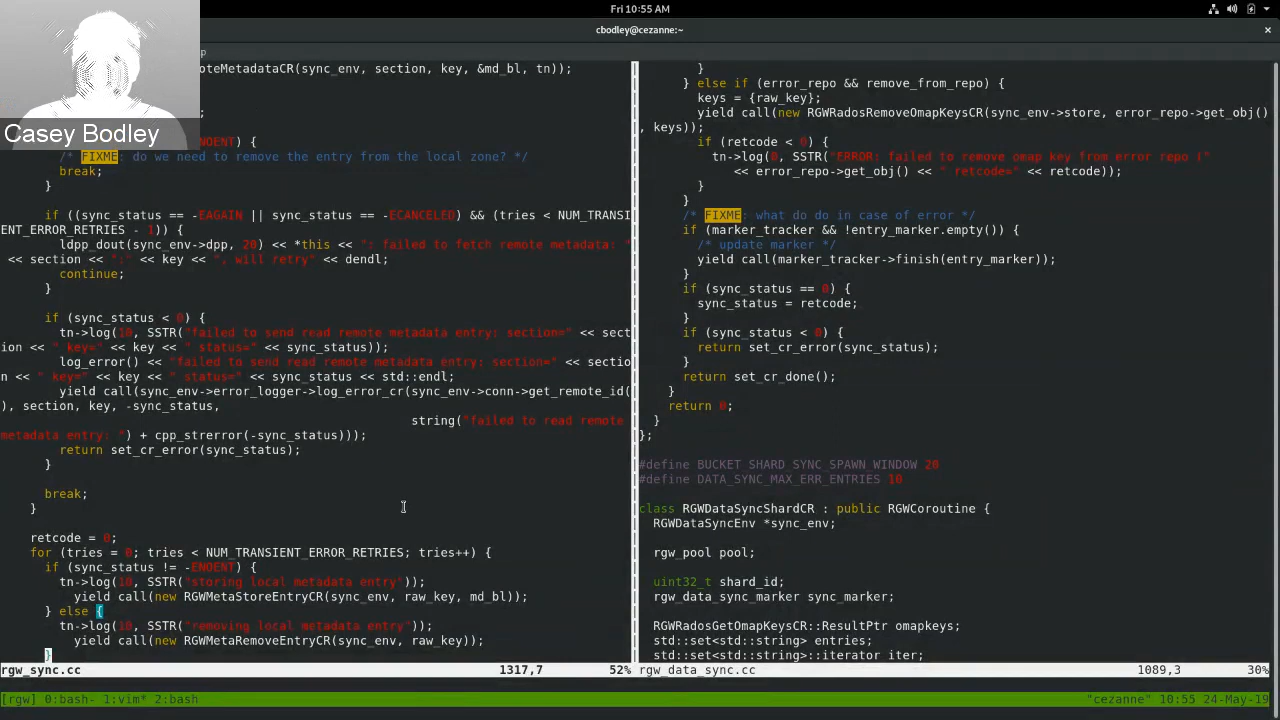 Fri 10:55 AM
cbodley@cezanne:~
×
p
Casey Bodley
oteMetadataCR(sync_env, section, key, &md_bl, tn));
;
NOENT) {
/* FIXME: do we need to remove the entry from the local zone? */
break;
}
if ((sync_status == -EAGAIN || sync_status == -ECANCELED) && (tries < NUM_TRANSI
ENT_ERROR_RETRIES - 1)) {
ldpp_dout(sync_env->dpp, 20) << *this << ": failed to fetch remote metadata: "
<< section << ":" << key << ", will retry" << dendl;
continue;
}
if (sync_status < 0) {
tn->log(10, SSTR("failed to send read remote metadata entry: section=" << sect
ion << " key=" << key << " status=" << sync_status));
log_error() << "failed to send read remote metadata entry: section=" << sectio
n << " key=" << key << " status=" << sync_status << std::endl;
yield call(sync_env->error_logger->log_error_cr(sync_env->conn->get_remote_id(
), section, key, -sync_status,
string("failed to read remote
metadata entry: ") + cpp_strerror(-sync_status)));
return set_cr_error(sync_status);
}
break;
}
retcode = 0;
for (tries = 0; tries < NUM_TRANSIENT_ERROR_RETRIES; tries++) {
if (sync_status != -ENOENT) {
tn->log(10, SSTR("storing local metadata entry"));
yield call(new RGWMetaStoreEntryCR(sync_env, raw_key, md_bl));
} else {
tn->log(10, SSTR("removing local metadata entry"));
yield call(new RGWMetaRemoveEntryCR(sync_env, raw_key));
}
rgw_sync.cc 1317,7 52%
}
} else if (error_repo && remove_from_repo) {
keys = {raw_key};
yield call(new RGWRadosRemoveOmapKeysCR(sync_env->store, error_repo->get_obj()
, keys));
if (retcode < 0) {
tn->log(0, SSTR("ERROR: failed to remove omap key from error repo ("
<< error_repo->get_obj() << " retcode=" << retcode));
}
}
/* FIXME: what do do in case of error */
if (marker_tracker && !entry_marker.empty()) {
/* update marker */
yield call(marker_tracker->finish(entry_marker));
}
if (sync_status == 0) {
sync_status = retcode;
}
if (sync_status < 0) {
return set_cr_error(sync_status);
}
return set_cr_done();
}
return 0;
}
};
#define BUCKET_SHARD_SYNC_SPAWN_WINDOW 20
#define DATA_SYNC_MAX_ERR_ENTRIES 10
class RGWDataSyncShardCR : public RGWCoroutine {
RGWDataSyncEnv *sync_env;
rgw_pool pool;
uint32_t shard_id;
rgw_data_sync_marker sync_marker;
RGWRadosGetOmapKeysCR::ResultPtr omapkeys;
std::set<std::string> entries;
std::set<std::string>::iterator iter;
rgw_data_sync.cc 1089,3 30%
[rgw] 0:bash- 1:vim* 2:bash "cezanne" 10:55 24-May-19